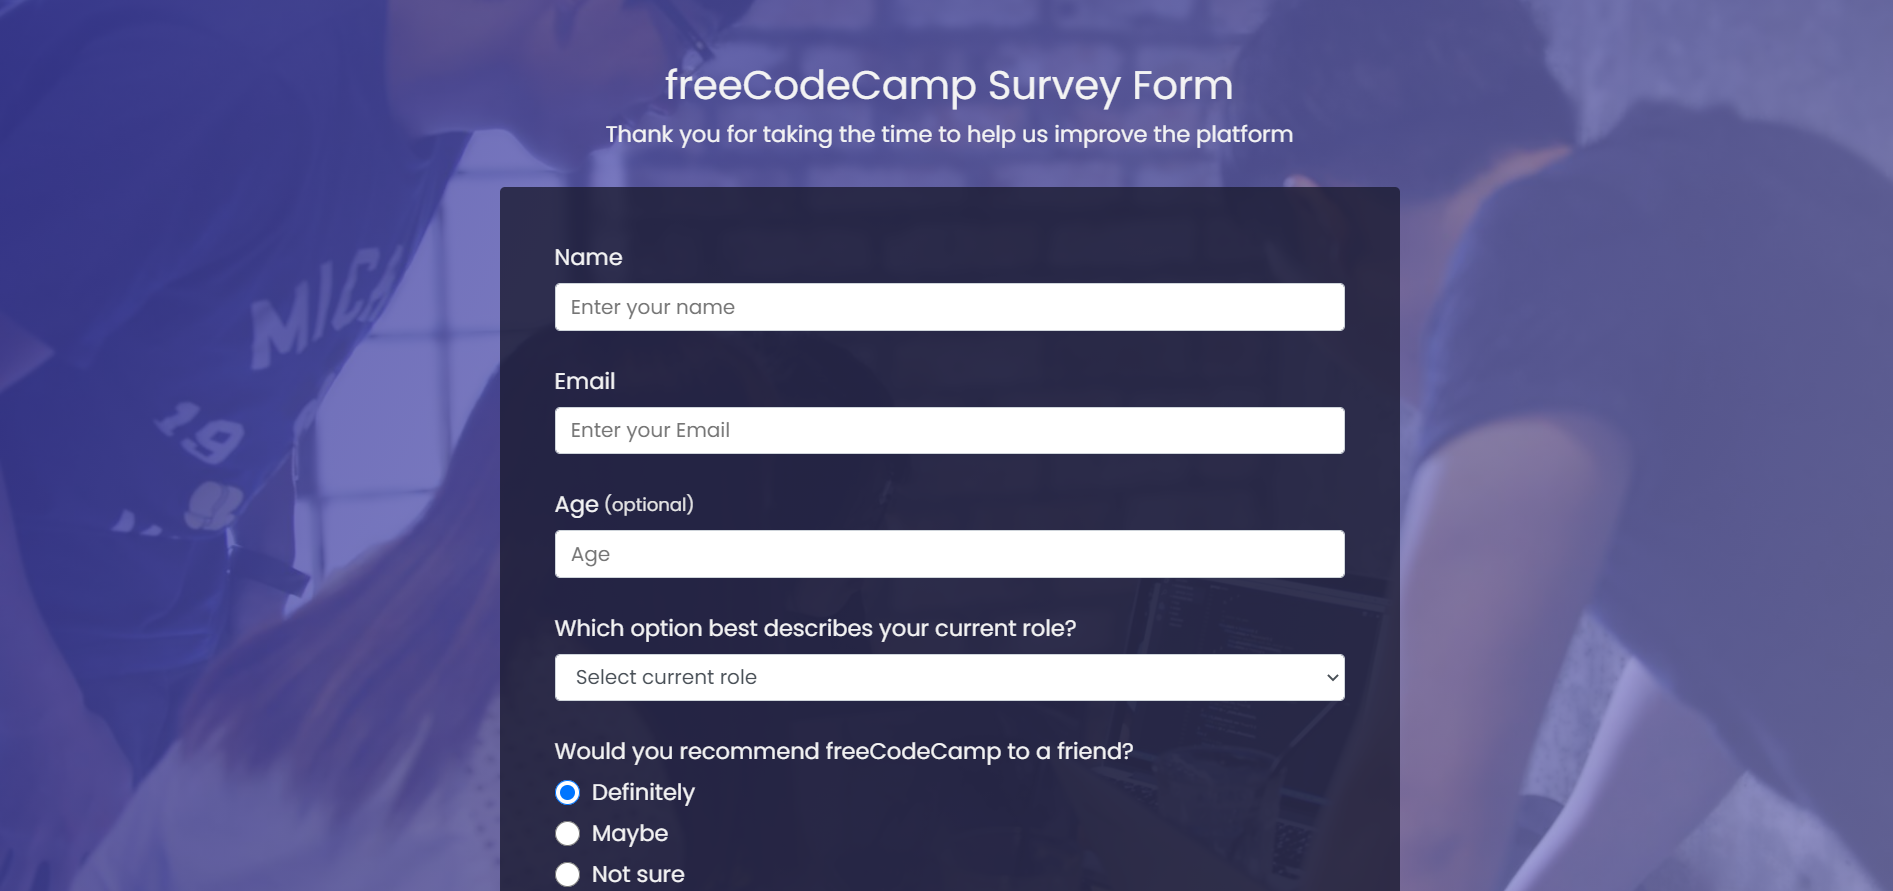 freeCodeCamp Survey Form
Thank you for taking the time to help us improve the platform
MICH
19
Name
Enter your name
Email
Enter your Email
Age (optional)
Age
Which option best describes your current role?
Select current role
Would you recommend freeCodeCamp to a friend?
Definitely
Maybe
Not sure